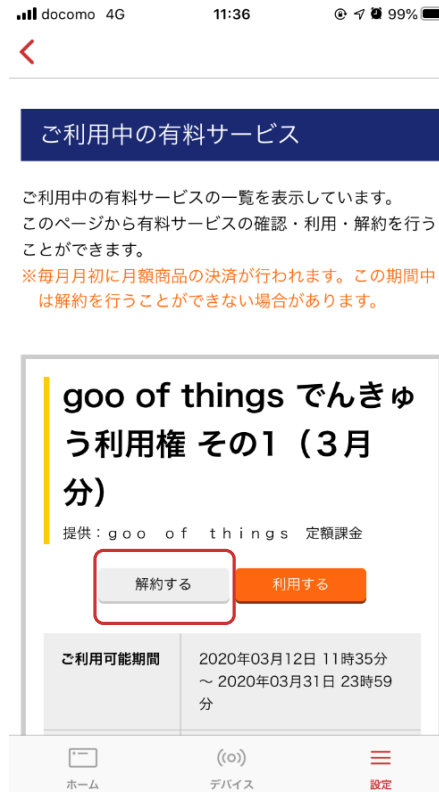 docomo 4G 11:36 99%
ご利用中の有料サービス
ご利用中の有料サービスの一覧を表示しています。
このページから有料サービスの確認・利用・解約を行う
ことができます。
※毎月月初に月額商品の決済が行われます。この期間中
は解約を行うことができない場合があります。
goo of things でんきゅ
う利用権 その1（３月
分）
提供：ｇｏｏ　ｏｆ　ｔｈｉｎｇｓ　定額課金
解約する 利用する
ご利用可能期間 2020年03月12日 11時35分
～ 2020年03月31日 23時59
分
ホーム デバイス 設定